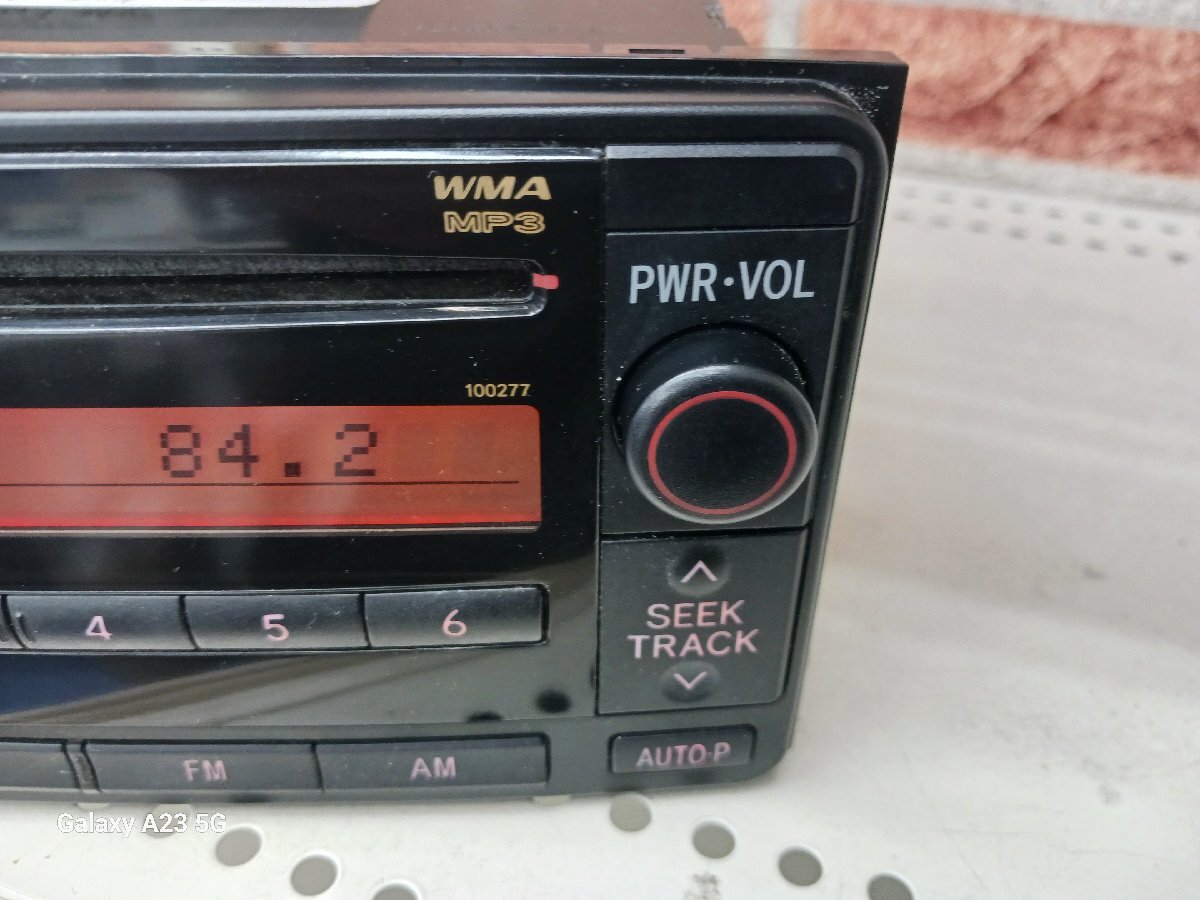 WMA
MP3
PWR·VOL
100277
84.2
SEEK
TRACK
4
5
6
FM
AM
AUTO·P
Galaxy A23 5G